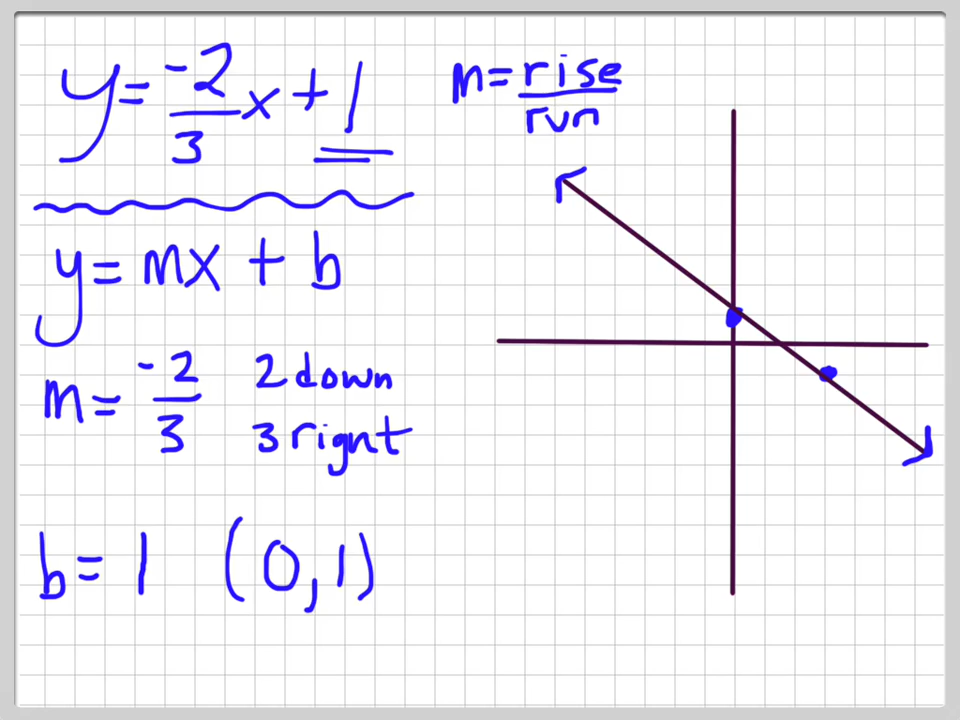 y = -2/3 x + 1
m = rise/run
y = mx + b
m = -2/3 2 down
3 right
b = 1 (0,1)